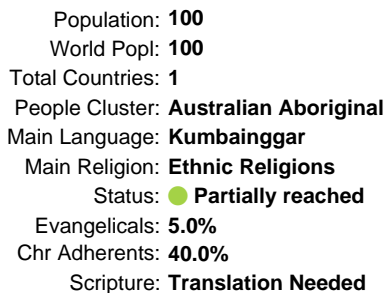 Population: 100
World Popl: 100
Total Countries: 1
People Cluster: Australian Aboriginal
Main Language: Kumbainggar
Main Religion: Ethnic Religions
Status: Partially reached
Evangelicals: 5.0%
Chr Adherents: 40.0%
Scripture: Translation Needed